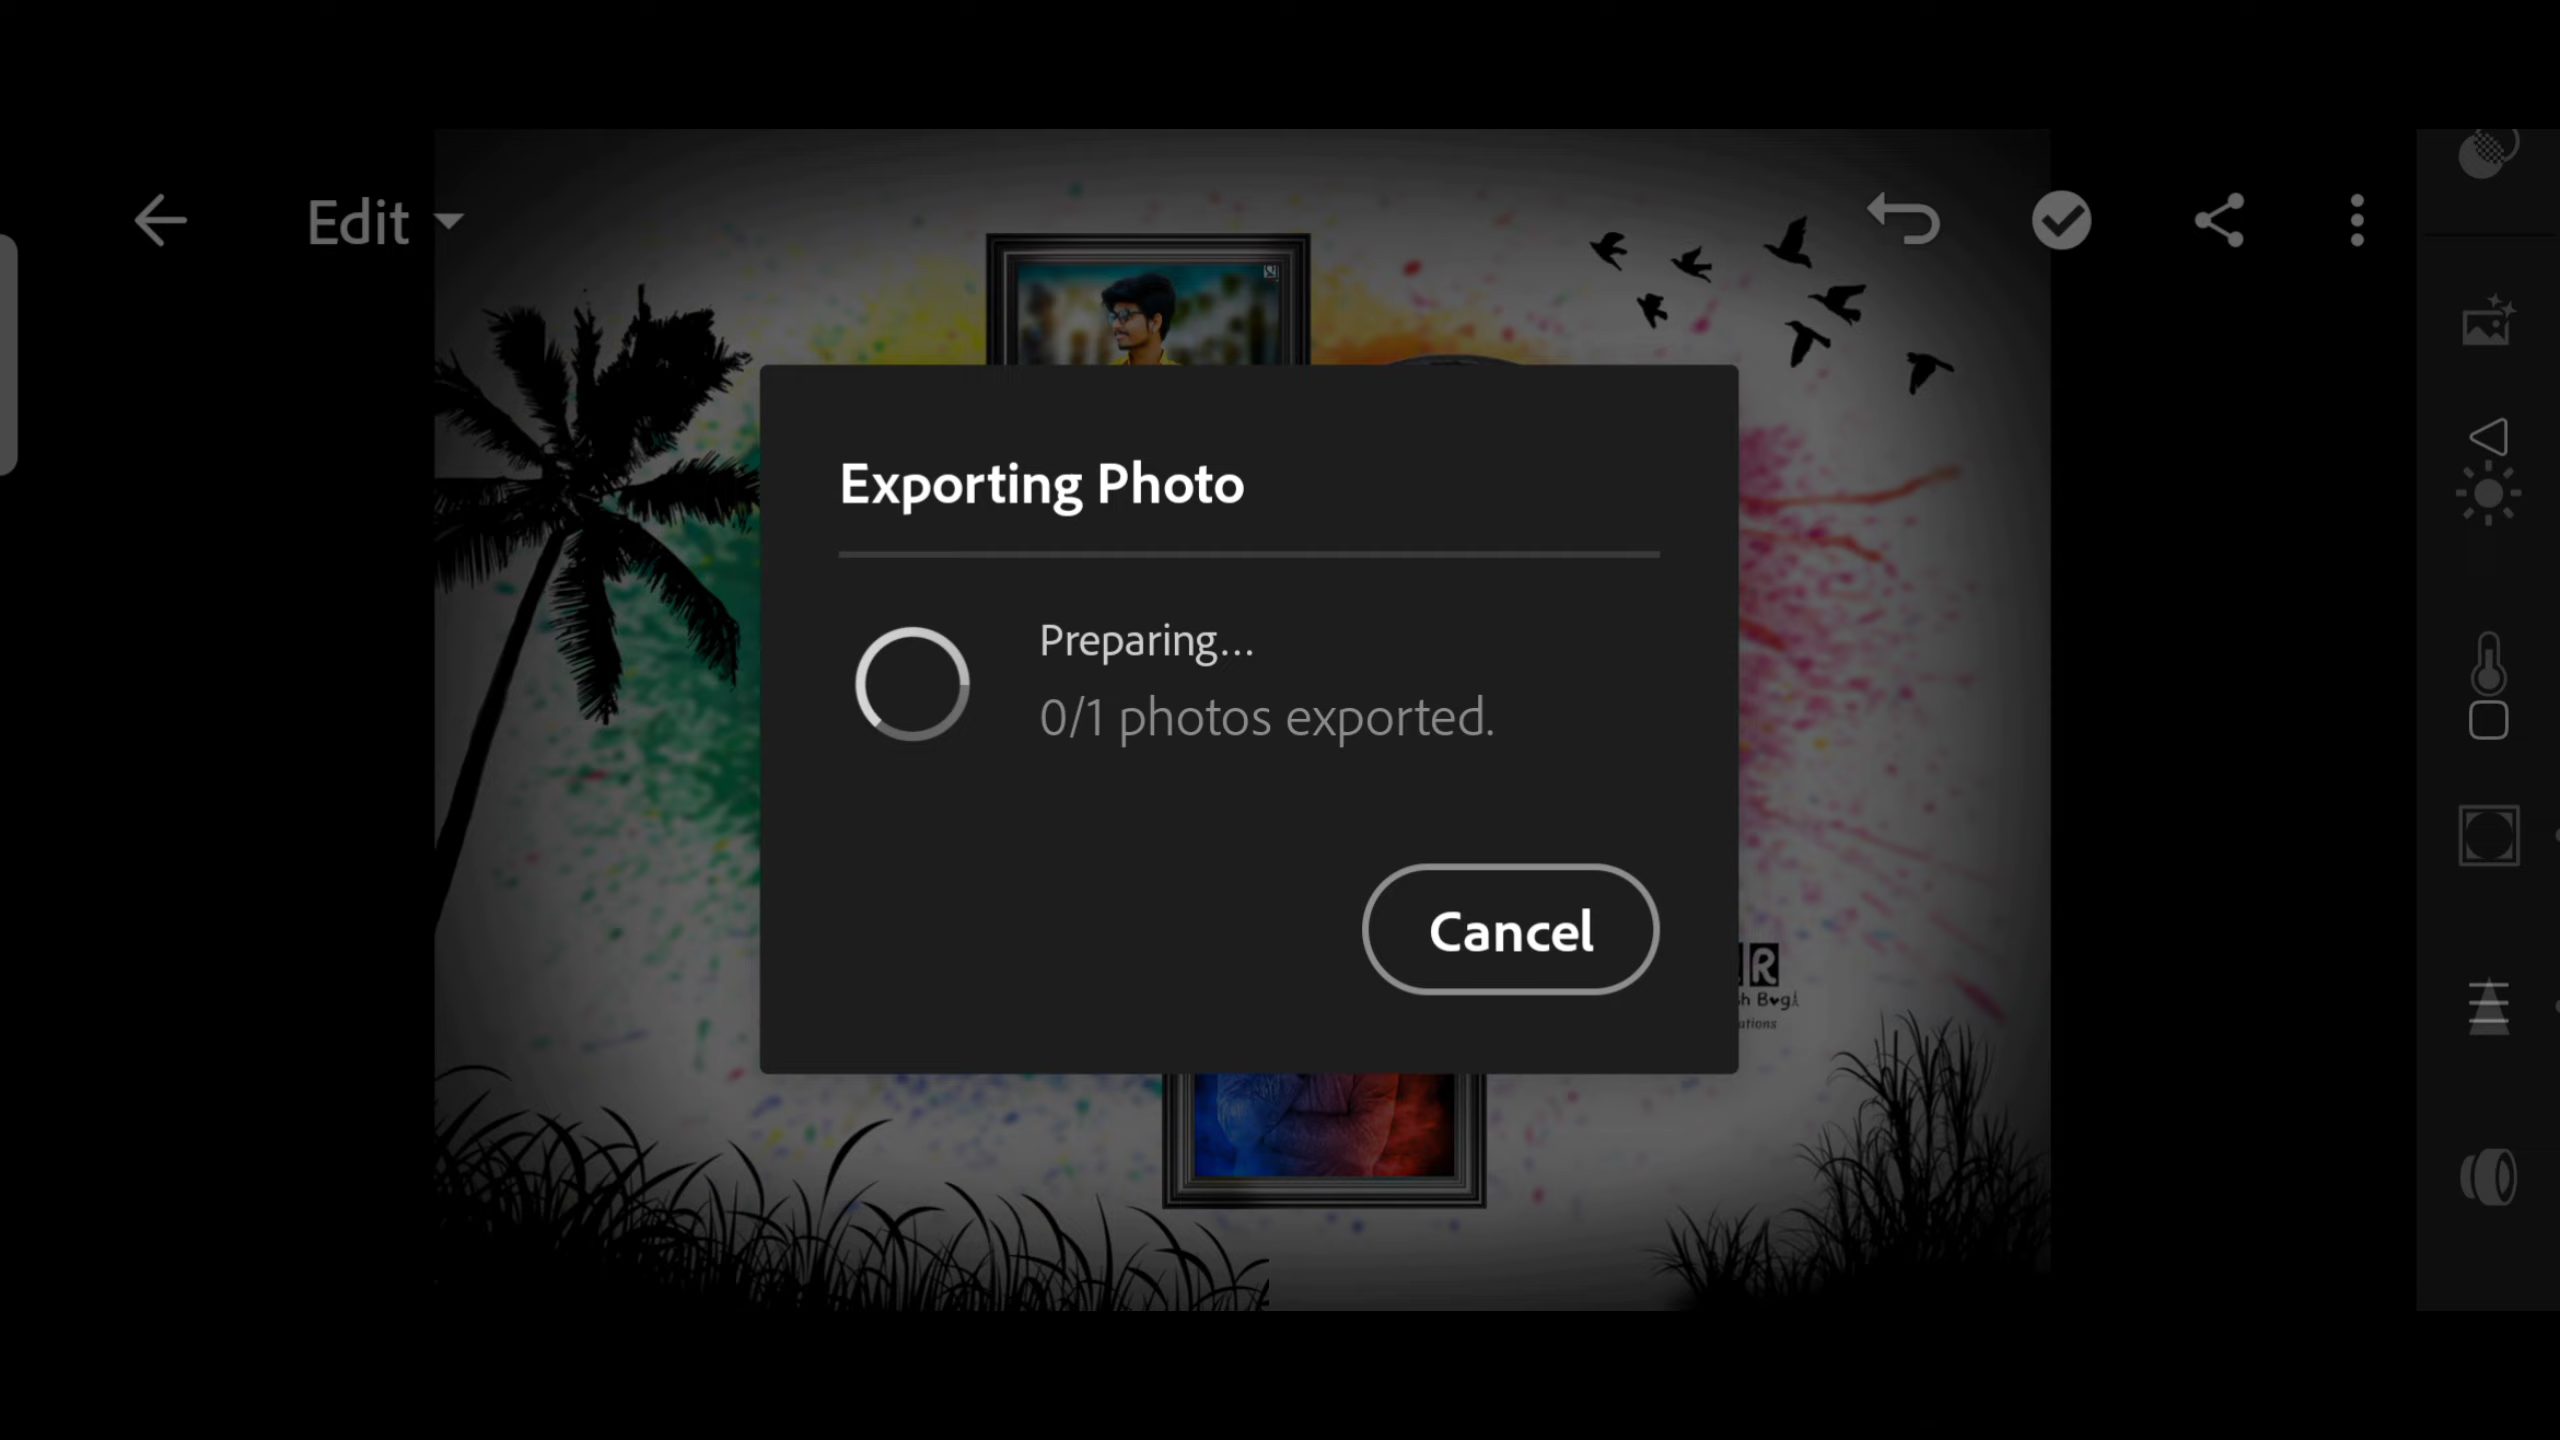 Edit
Exporting Photo
Preparing...
0/1 photos exported.
Cancel
R